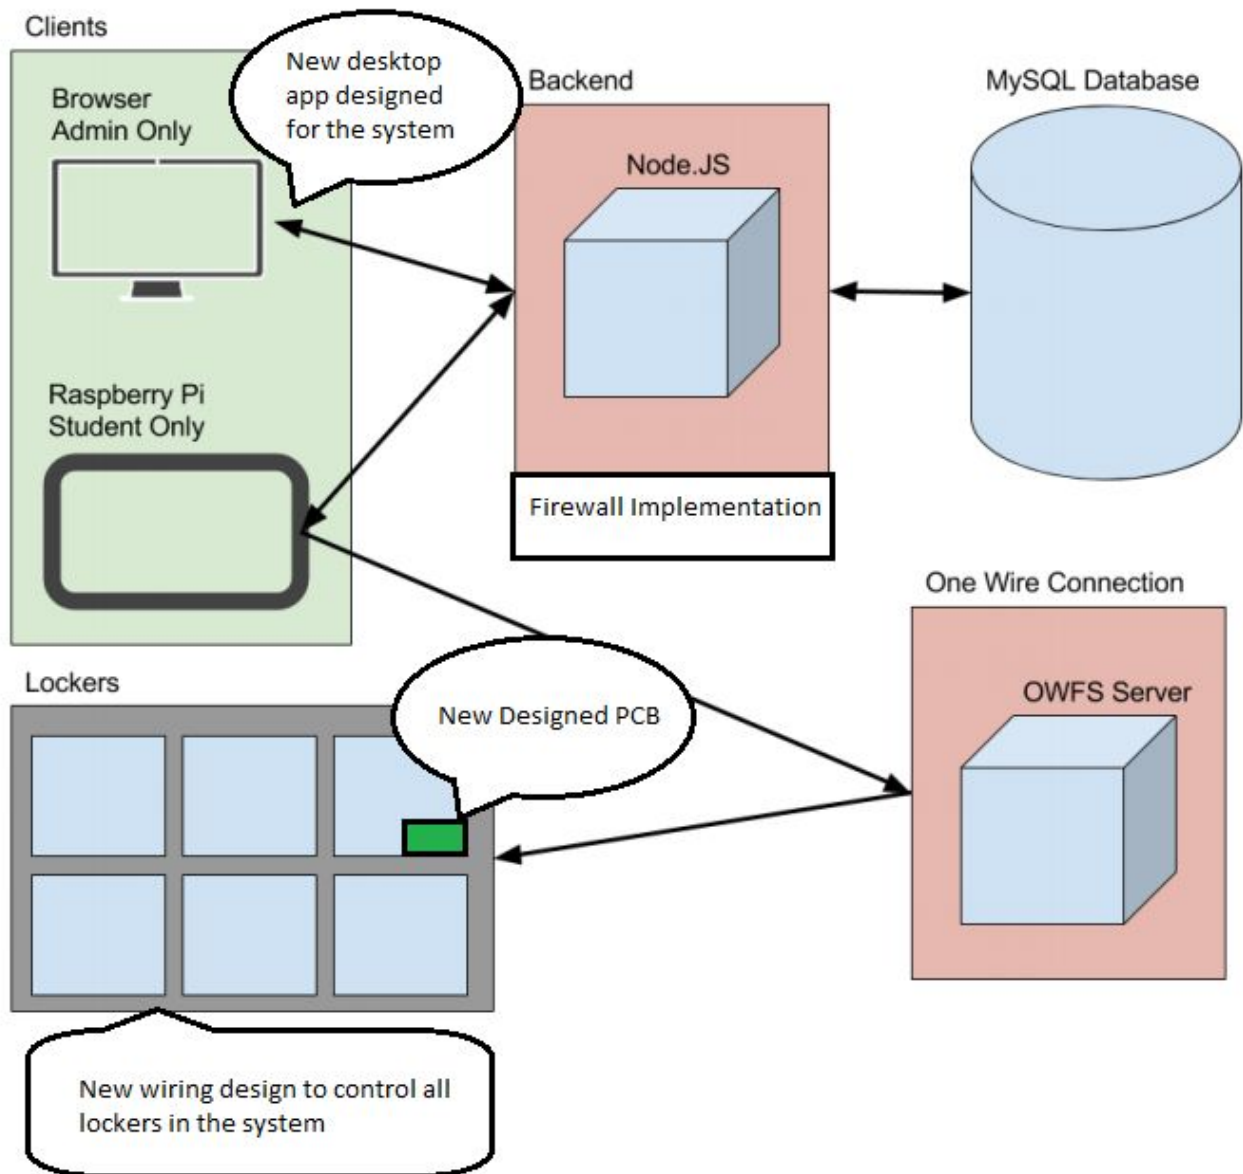 Clients
New desktop
app designed
for the system
Browser
Admin Only
Backend
MySQL Database
Node.JS
Raspberry Pi
Student Only
Firewall Implementation
One Wire Connection
Lockers
New Designed PCB
OWFS Server
New wiring design to control all
lockers in the system